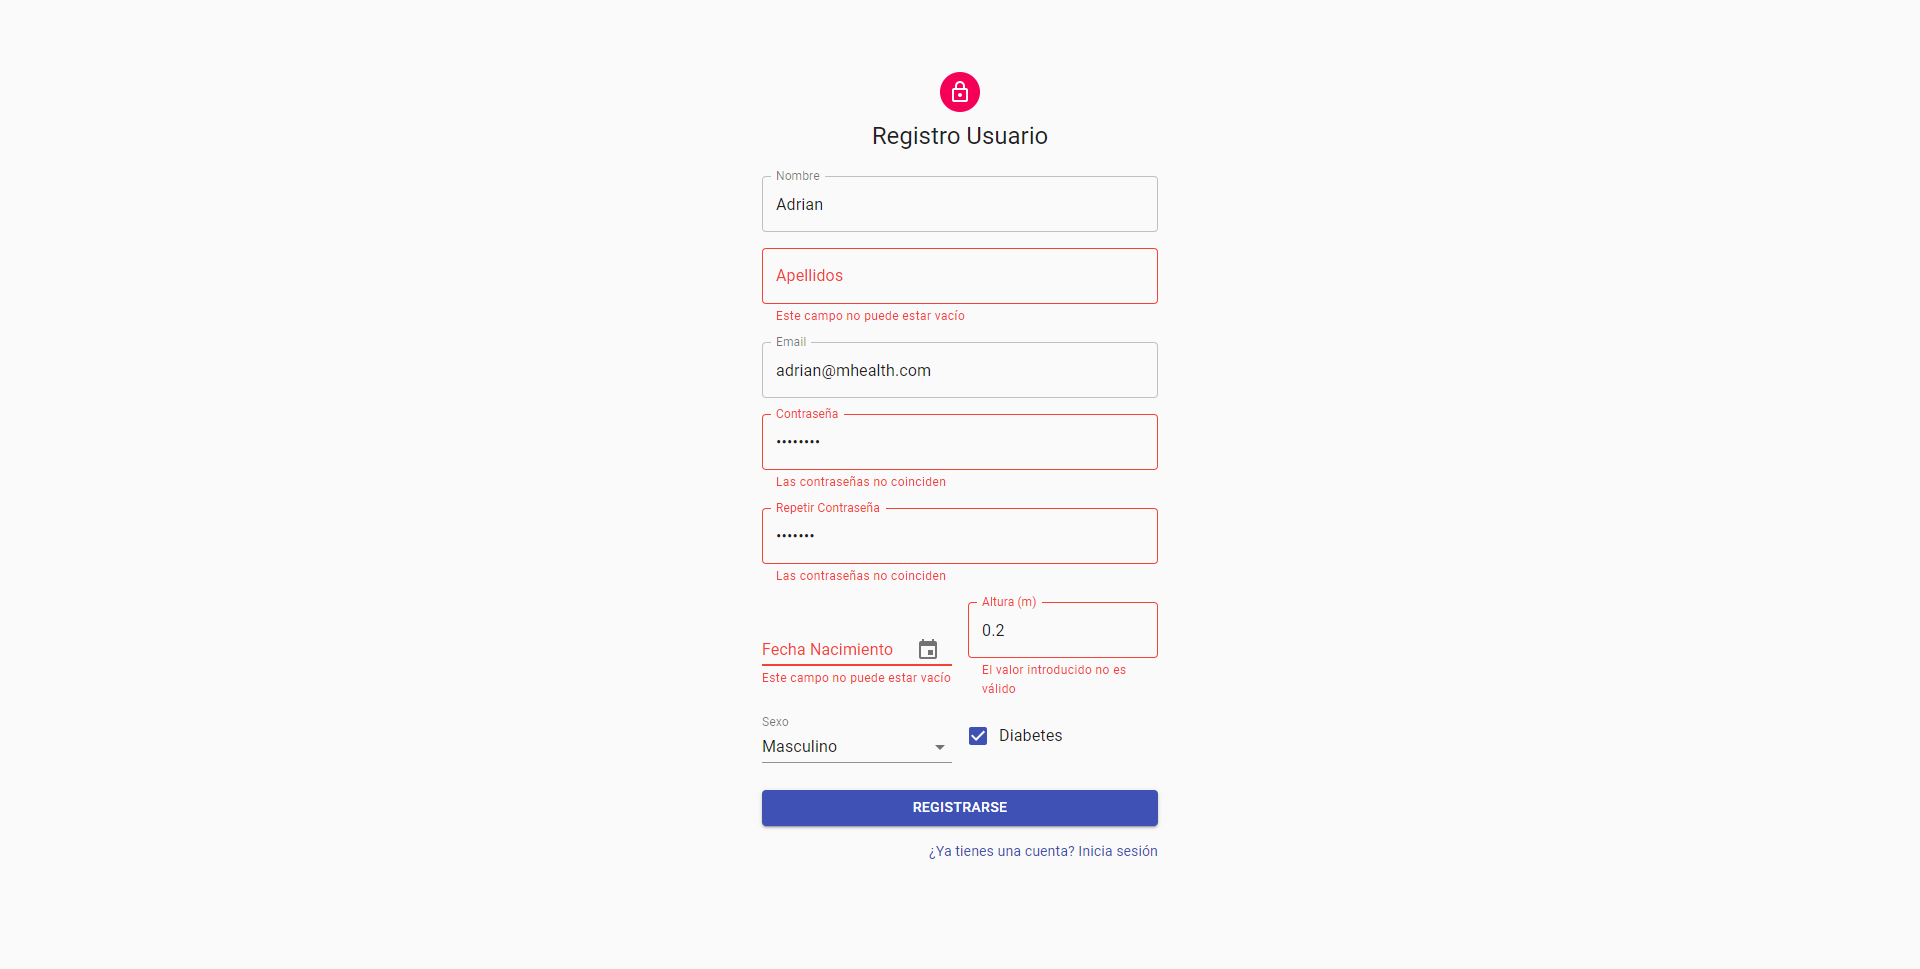 Registro Usuario
Nombre
Adrian
Apellidos
Este campo no puede estar vacío
Email
adrian@mhealth.com
Contraseña
••••••••
Las contraseñas no coinciden
Repetir Contraseña
•••••••
Las contraseñas no coinciden
Fecha Nacimiento
Este campo no puede estar vacío
Altura (m)
0.2
El valor introducido no es
válido
Sexo
Masculino
Diabetes
REGISTRARSE
¿Ya tienes una cuenta? Inicia sesión